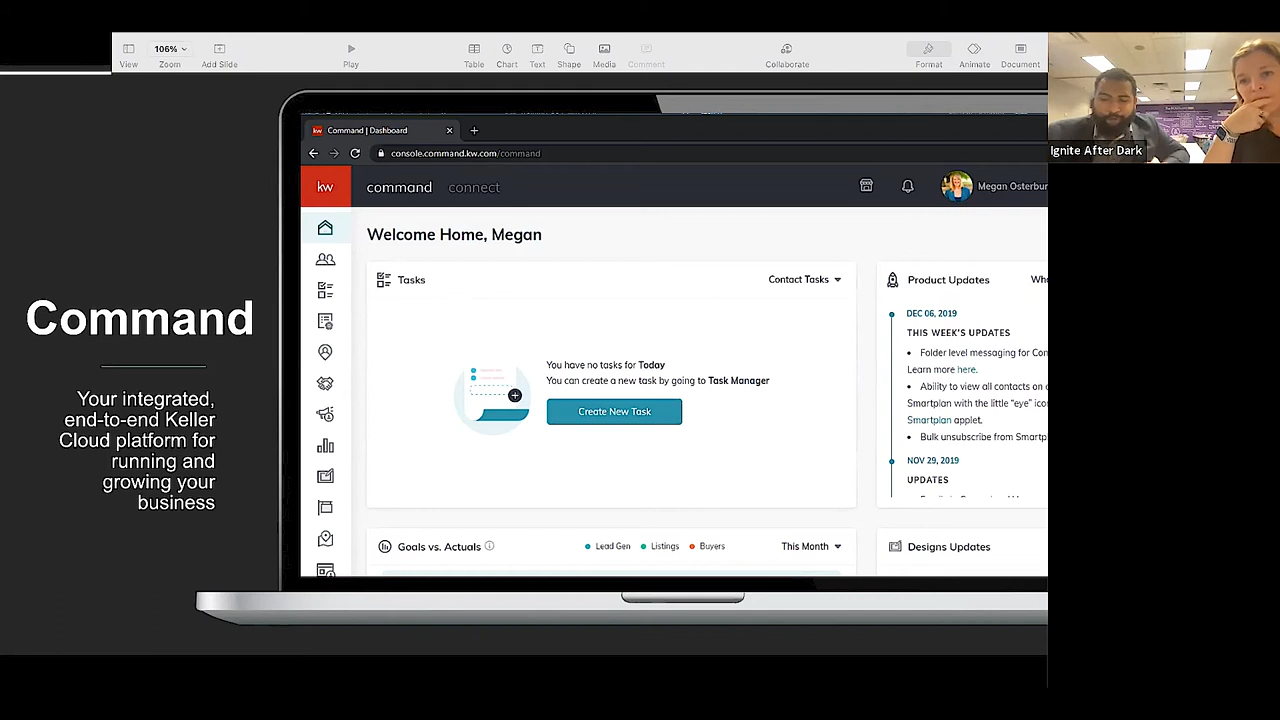 106%
View
Zoom
Add Slide
Play
Table
Chart
Text
Shape
Media
Comment
Collaborate
Format
Animate
Document
Ignite After Dark
Command
Your integrated,
end-to-end Keller
Cloud platform for
running and
growing your
business
kw Command | Dashboard
console.command.kw.com/command
kw
command connect
Megan Osterbur
Welcome Home, Megan
Tasks
Contact Tasks
You have no tasks for Today
You can create a new task by going to Task Manager
Create New Task
Product Updates
DEC 06, 2019
THIS WEEK'S UPDATES
Folder level messaging for
Learn more here.
Ability to view all contacts on
Smartplan with the little "eye"
Smartplan applet.
Bulk unsubscribe from
NOV 29, 2019
UPDATES
Goals vs. Actuals
Lead Gen
Listings
Buyers
This Month
Designs Updates